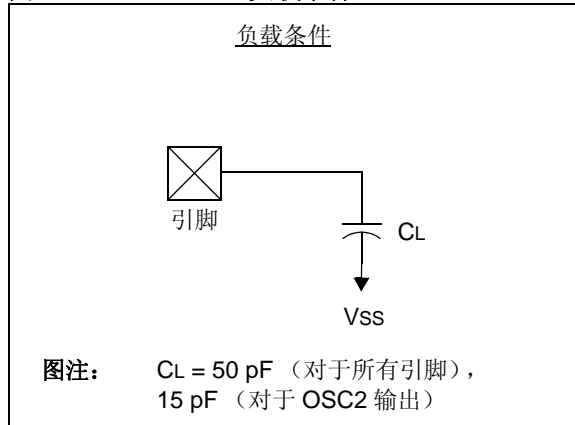 负载条件
引脚
CL
VSS
图注： CL = 50 pF （对于所有引脚），
15 pF （对于 OSC2 输出）